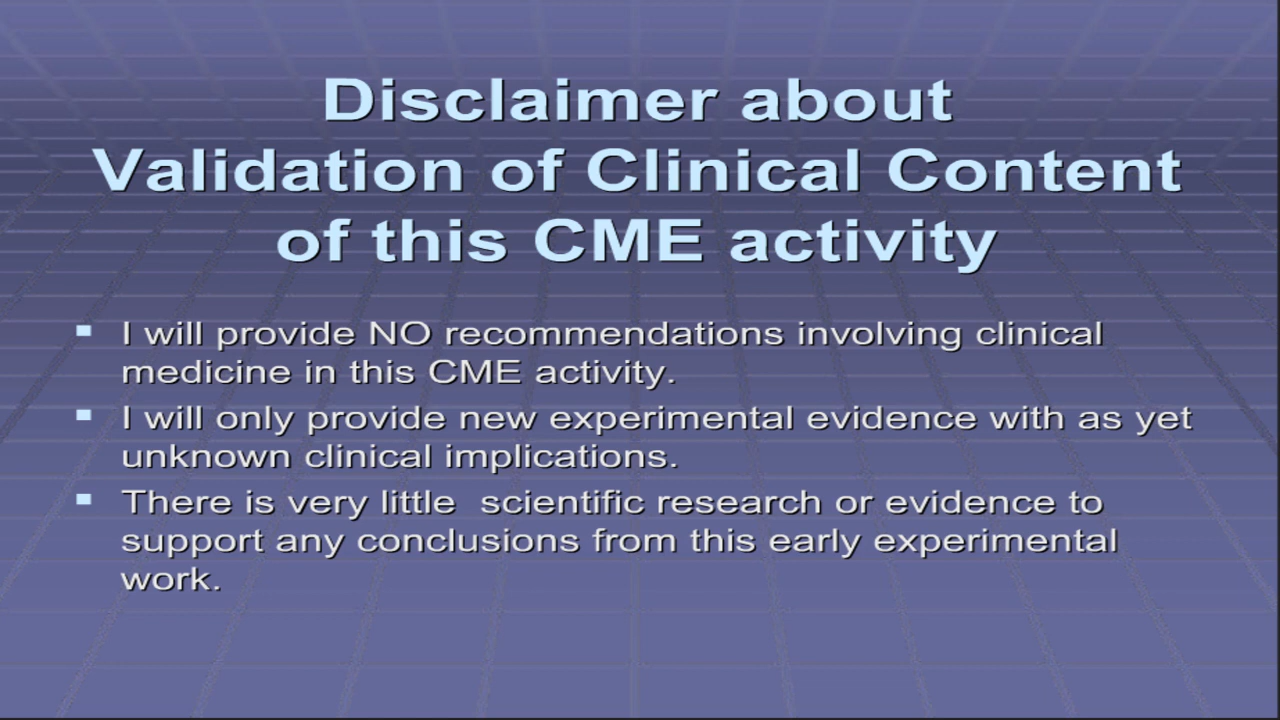 Disclaimer about
Validation of Clinical Content
of this CME activity
I will provide NO recommendations involving clinical
medicine in this CME activity.
I will only provide new experimental evidence with as yet
unknown clinical implications.
There is very little  scientific research or evidence to
support any conclusions from this early experimental
work.